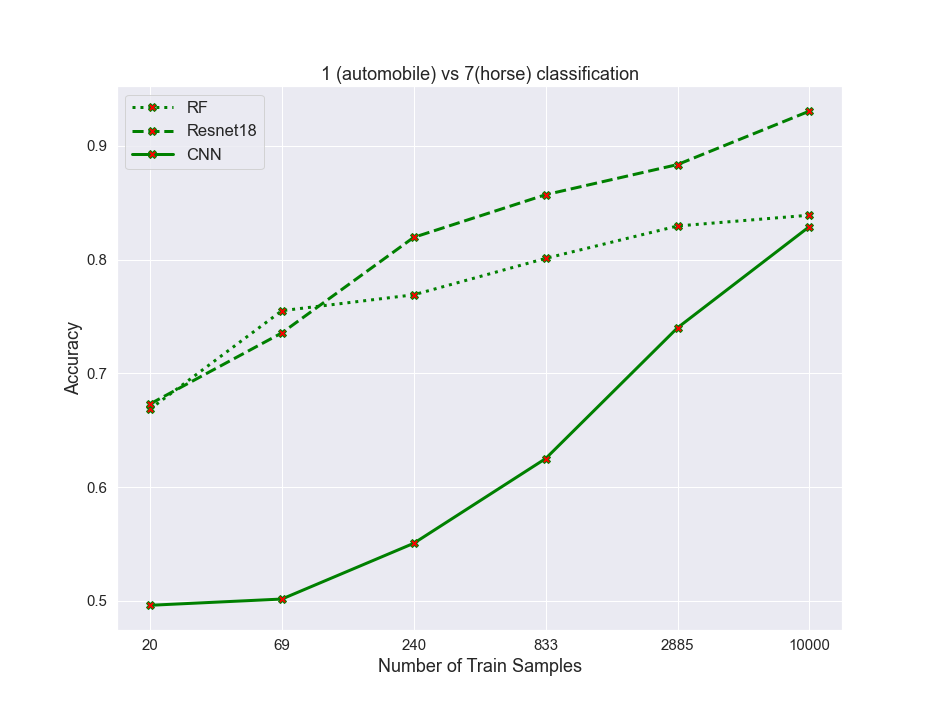 1 (automobile) vs 7(horse) classification
RF
Resnet18
CNN
Accuracy
0.9
0.8
0.7
0.6
0.5
20 69 240 833 2885 10000
Number of Train Samples